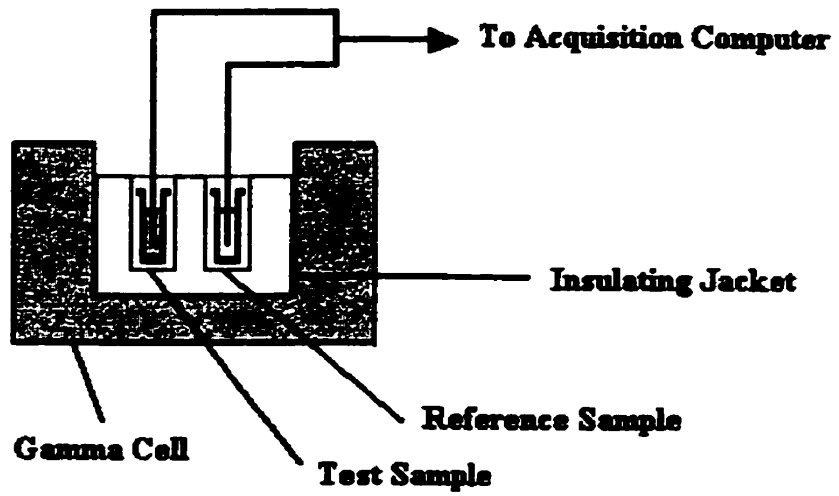 To Acquisition Computer
Insulating Jacket
Reference Sample
Gamma Cell
Test Sample